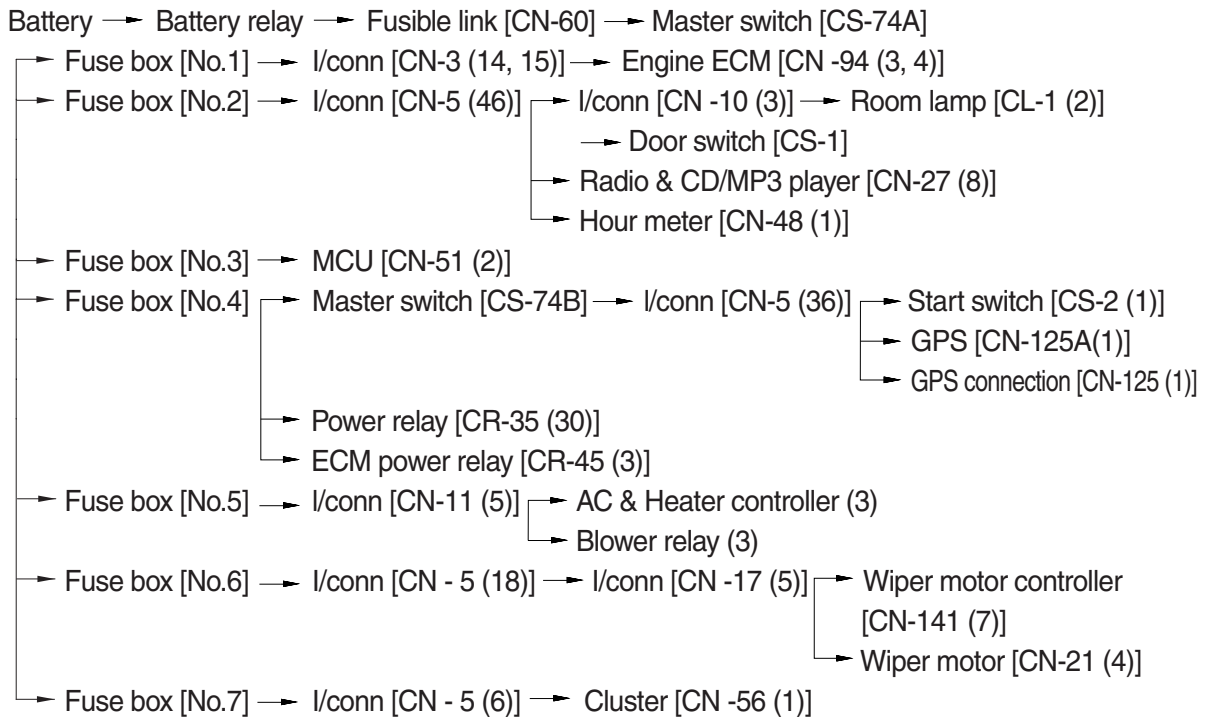 Battery → Battery relay → Fusible link [CN-60] → Master switch [CS-74A]
→ Fuse box [No.1] → I/conn [CN-3 (14, 15)] → Engine ECM [CN -94 (3, 4)]
→ Fuse box [No.2] → I/conn [CN-5 (46)] → I/conn [CN -10 (3)] → Room lamp [CL-1 (2)]
→ Door switch [CS-1]
→ Radio & CD/MP3 player [CN-27 (8)]
→ Hour meter [CN-48 (1)]
→ Fuse box [No.3] → MCU [CN-51 (2)]
→ Fuse box [No.4] → Master switch [CS-74B] → I/conn [CN-5 (36)] → Start switch [CS-2 (1)]
→ GPS [CN-125A(1)]
→ GPS connection [CN-125 (1)]
→ Power relay [CR-35 (30)]
→ ECM power relay [CR-45 (3)]
→ Fuse box [No.5] → I/conn [CN-11 (5)] → AC & Heater controller (3)
→ Blower relay (3)
→ Fuse box [No.6] → I/conn [CN - 5 (18)] → I/conn [CN -17 (5)] → Wiper motor controller
[CN-141 (7)]
→ Wiper motor [CN-21 (4)]
→ Fuse box [No.7] → I/conn [CN - 5 (6)] → Cluster [CN -56 (1)]